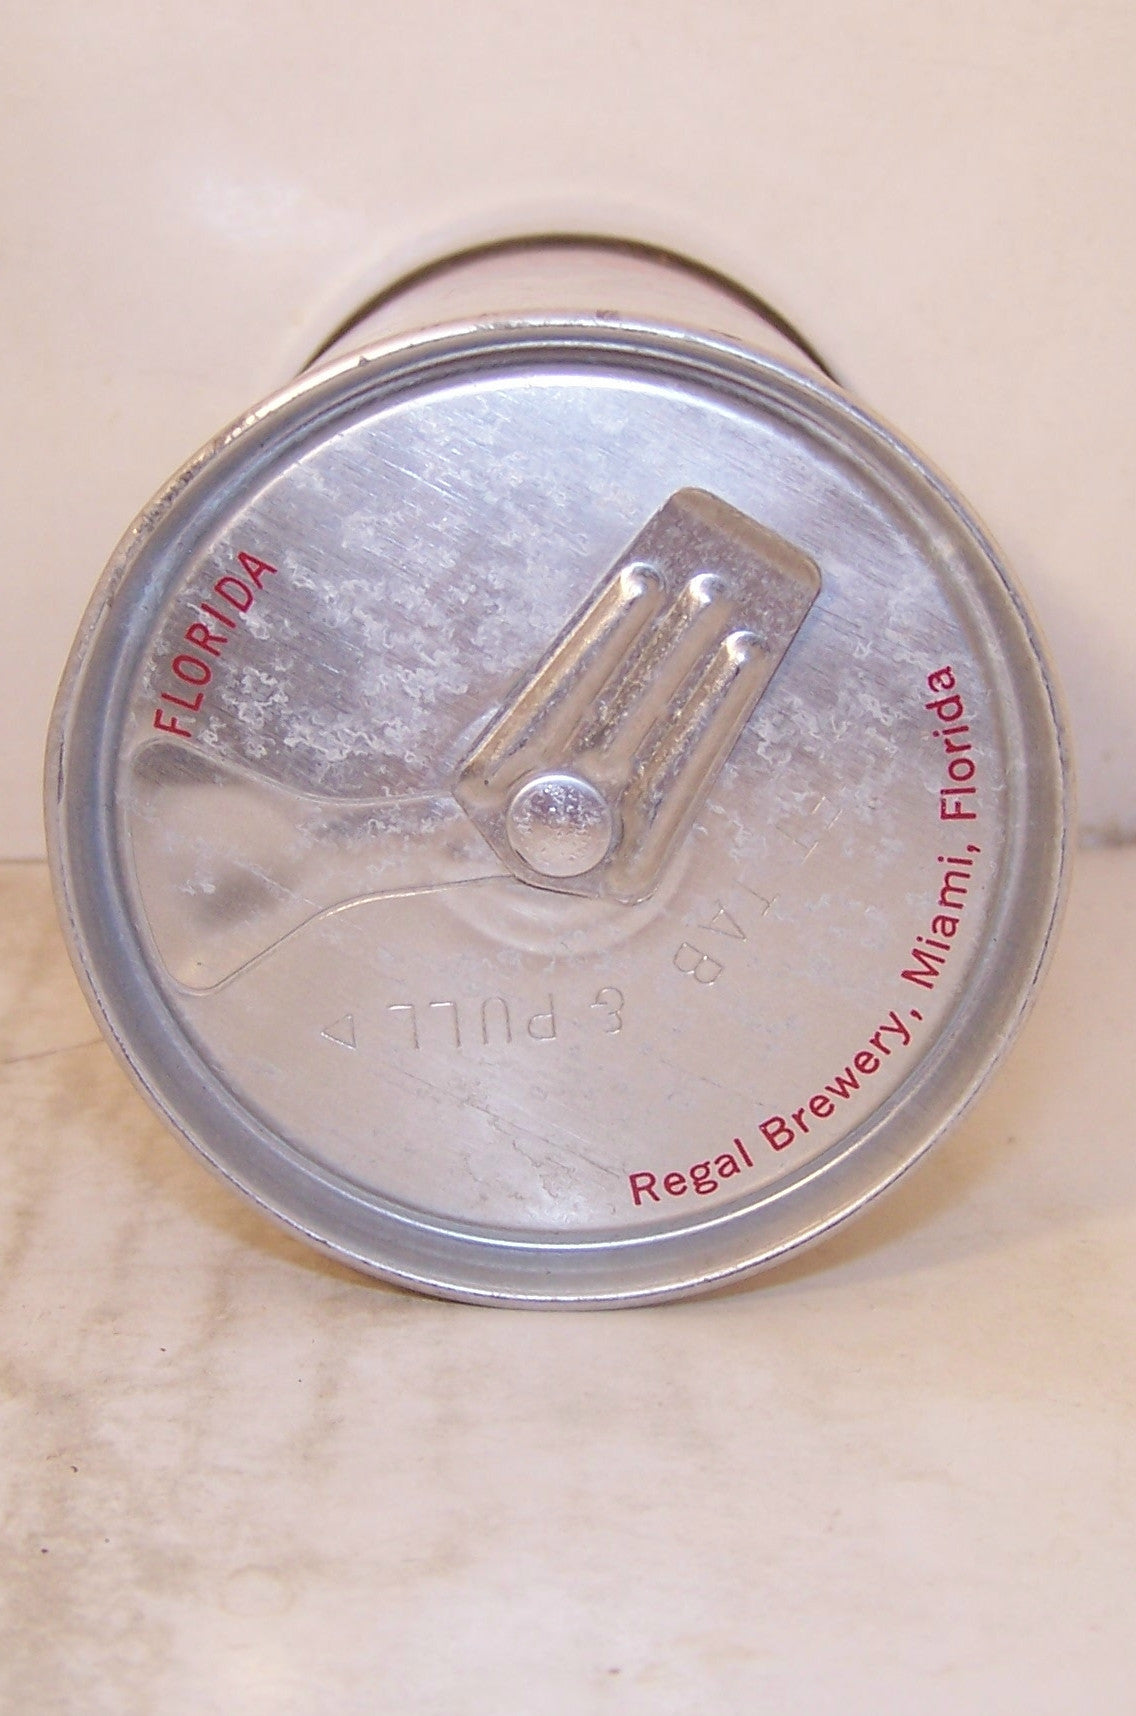 FLORIDA
Regal Brewery, Miami, Florida
TAB & PULL